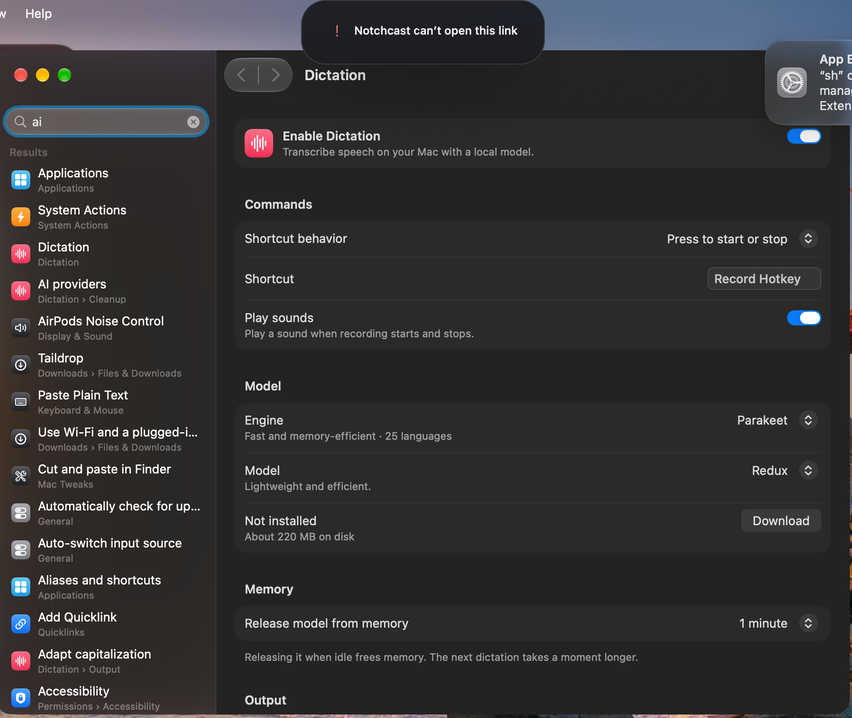 Help
Notchcast can’t open this link
“sh”
Dictation
ai
Results
Applications
Applications
System Actions
System Actions
Dictation
Dictation
AI providers
Dictation › Cleanup
AirPods Noise Control
Display & Sound
Taildrop
Downloads › Files & Downloads
Paste Plain Text
Keyboard & Mouse
Use Wi-Fi and a plugged-i...
Downloads › Files & Downloads
Cut and paste in Finder
Mac Tweaks
Automatically check for up...
General
Auto-switch input source
General
Aliases and shortcuts
Applications
Add Quicklink
Quicklinks
Adapt capitalization
Dictation › Output
Accessibility
Permissions › Accessibility
Enable Dictation
Transcribe speech on your Mac with a local model.
Commands
Shortcut behavior
Press to start or stop
Shortcut
Record Hotkey
Play sounds
Play a sound when recording starts and stops.
Model
Engine
Fast and memory-efficient · 25 languages
Parakeet
Model
Lightweight and efficient.
Redux
Not installed
About 220 MB on disk
Download
Memory
Release model from memory
1 minute
Releasing it when idle frees memory. The next dictation takes a moment longer.
Output